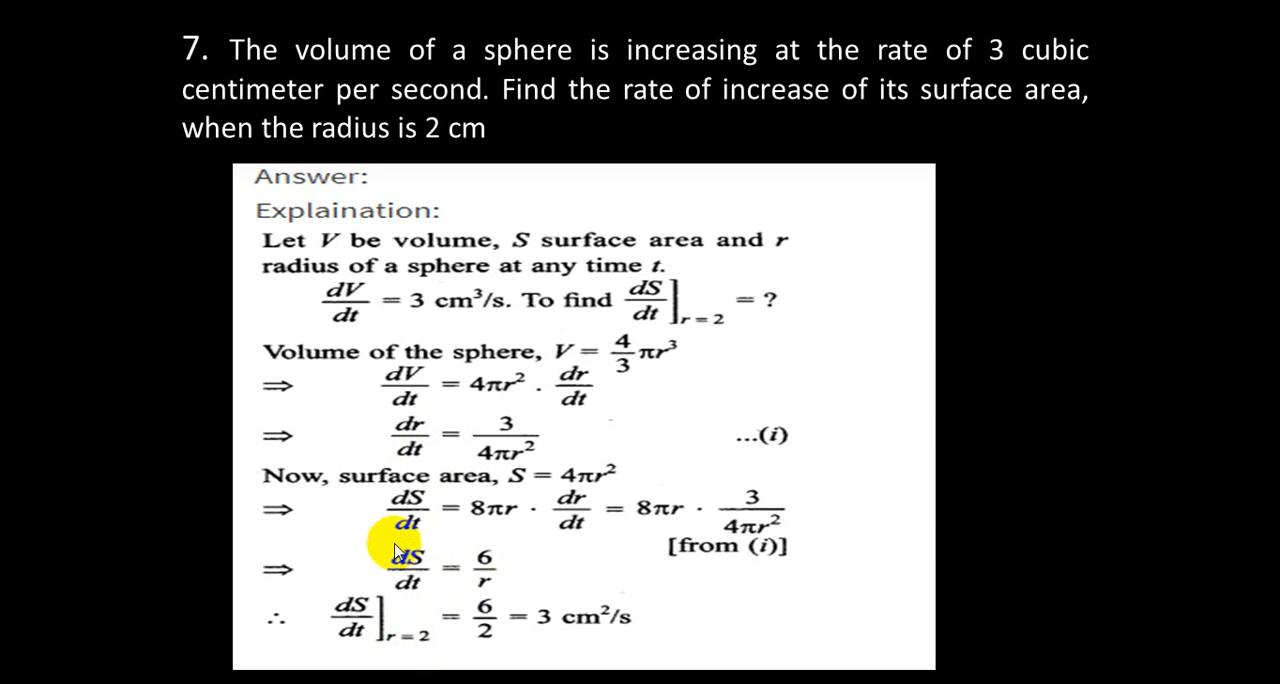 7. The volume of a sphere is increasing at the rate of 3 cubic
centimeter per second. Find the rate of increase of its surface area,
when the radius is 2 cm
Answer:
Explaination:
Let V be volume, S surface area and r
radius of a sphere at any time t.
dV/dt = 3 cm³/s. To find dS/dt]r = 2 = ?
Volume of the sphere, V = 4/3 πr³
⇒ dV/dt = 4πr² . dr/dt
⇒ dr/dt = 3/4πr² ...(i)
Now, surface area, S = 4πr²
⇒ dS/dt = 8πr · dr/dt = 8πr · 3/4πr²
[from (i)]
⇒ dS/dt = 6/r
∴ dS/dt]r = 2 = 6/2 = 3 cm²/s